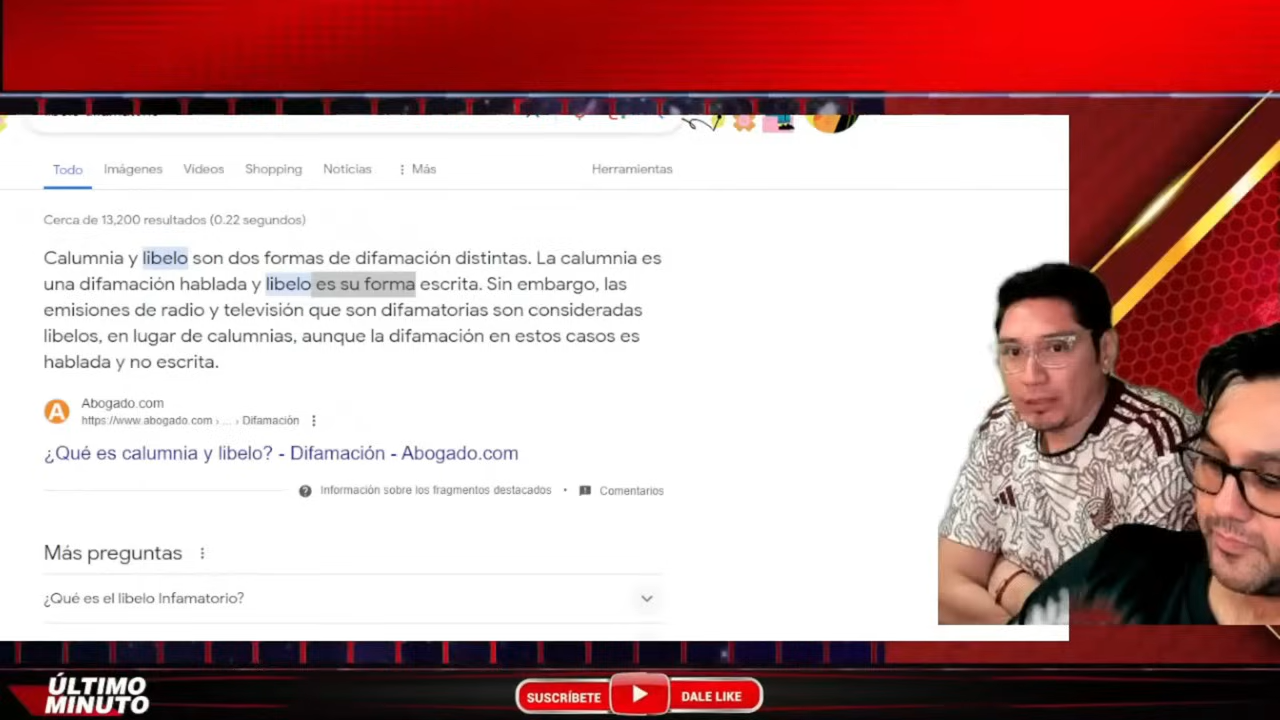 Todo Imágenes Videos Shopping Noticias Más Herramientas
Cerca de 13,200 resultados (0.22 segundos)
Calumnia y libelo son dos formas de difamación distintas. La calumnia es
una difamación hablada y libelo es su forma escrita. Sin embargo, las
emisiones de radio y televisión que son difamatorias son consideradas
libelos, en lugar de calumnias, aunque la difamación en estos casos es
hablada y no escrita.
A
Abogado.com
https://www.abogado.com › ... › Difamación
¿Qué es calumnia y libelo? - Difamación - Abogado.com
Información sobre los fragmentos destacados • Comentarios
Más preguntas
¿Qué es el libelo Infamatorio?
ÚLTIMO
MINUTO
SUSCRÍBETE DALE LIKE